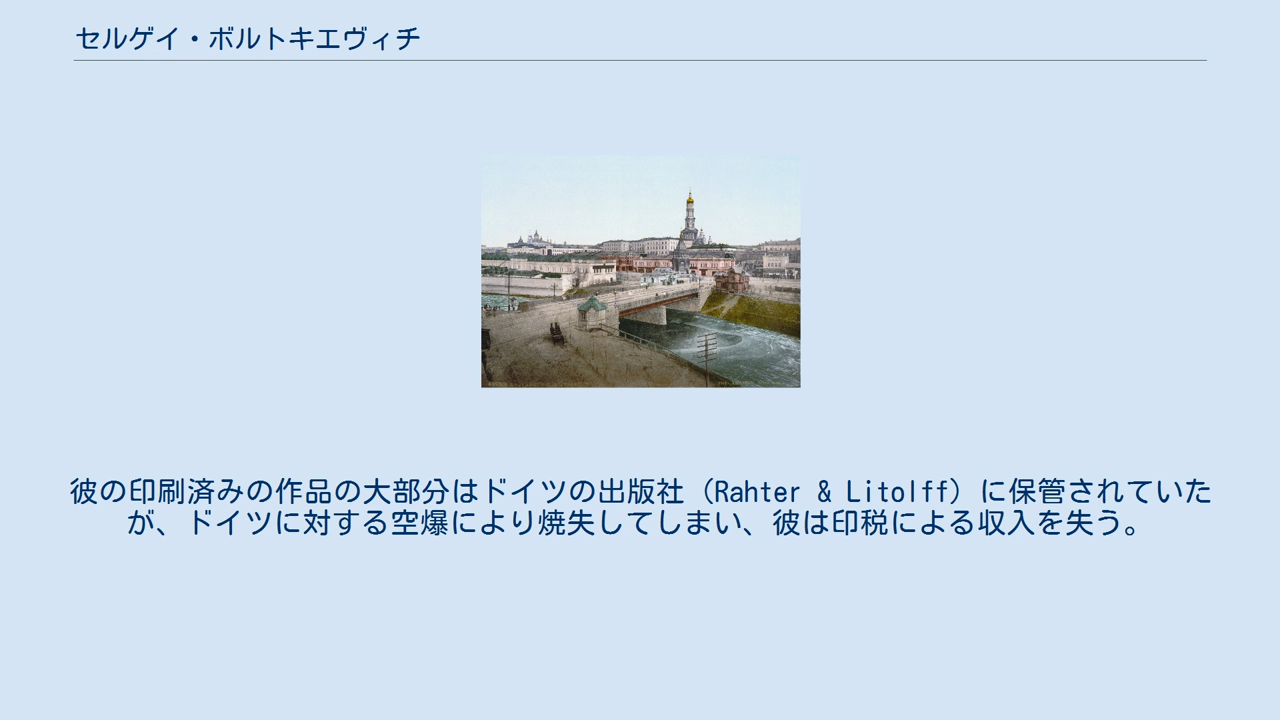 セルゲイ・ボルトキエヴィチ
彼の印刷済みの作品の大部分はドイツの出版社（Rahter & Litolff）に保管されていた
が、ドイツに対する空爆により焼失してしまい、彼は印税による収入を失う。